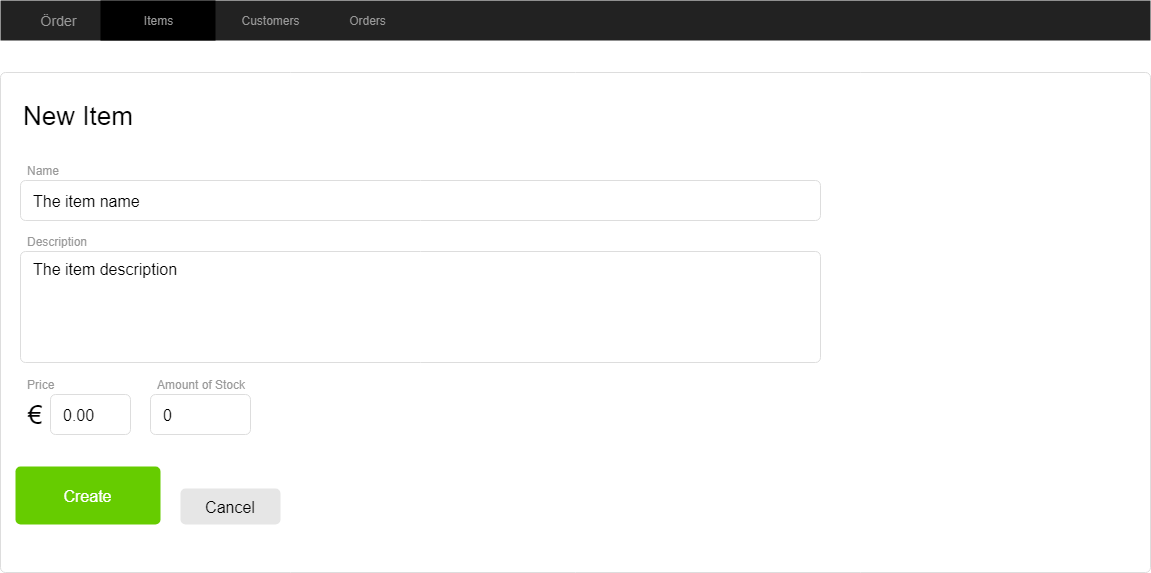 Örder Items Customers Orders
New Item
Name
The item name
Description
The item description
Price Amount of Stock
€ 0.00 0
Create Cancel